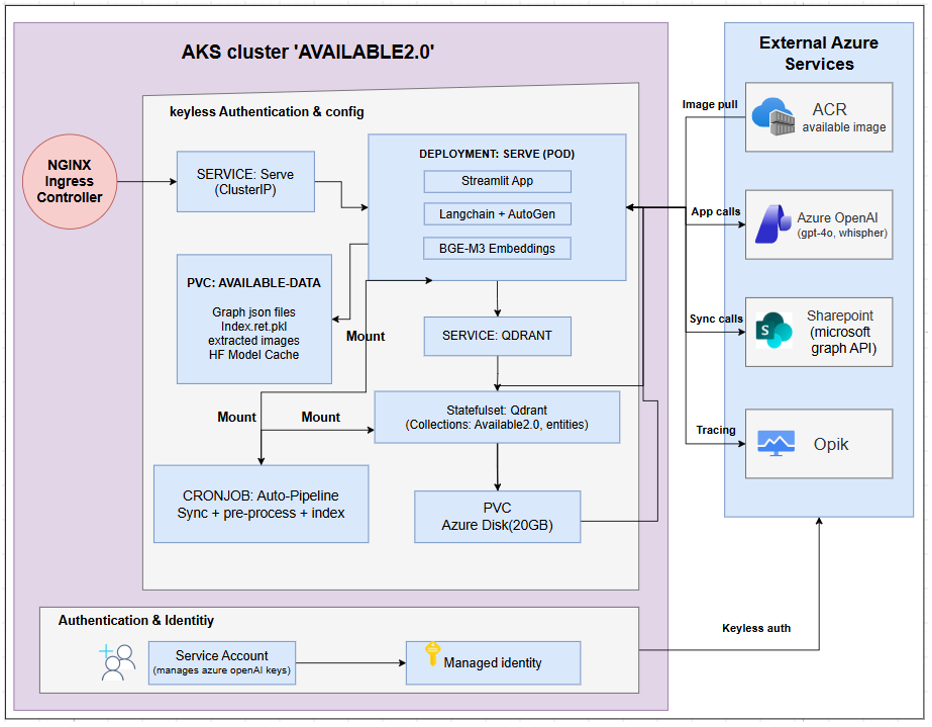 AKS cluster 'AVAILABLE2.0'
External Azure
Services
keyless Authentication & config
NGINX
Ingress
Controller
SERVICE: Serve
(ClusterIP)
DEPLOYMENT: SERVE (POD)
Streamlit App
Langchain + AutoGen
BGE-M3 Embeddings
PVC: AVAILABLE-DATA
Graph json files
Index.ret.pkl
extracted images
HF Model Cache
Mount
SERVICE: QDRANT
Mount
Mount
Statefulset: Qdrant
(Collections: Available2.0, entities)
CRONJOB: Auto-Pipeline
Sync + pre-process + index
PVC
Azure Disk(20GB)
Image pull
ACR
available image
App calls
Azure OpenAI
(gpt-4o, whispher)
Sync calls
Sharepoint
(microsoft
graph API)
S
Tracing
Opik
Authentication & Identitiy
Service Account
(manages azure openAI keys)
Managed identity
Keyless auth